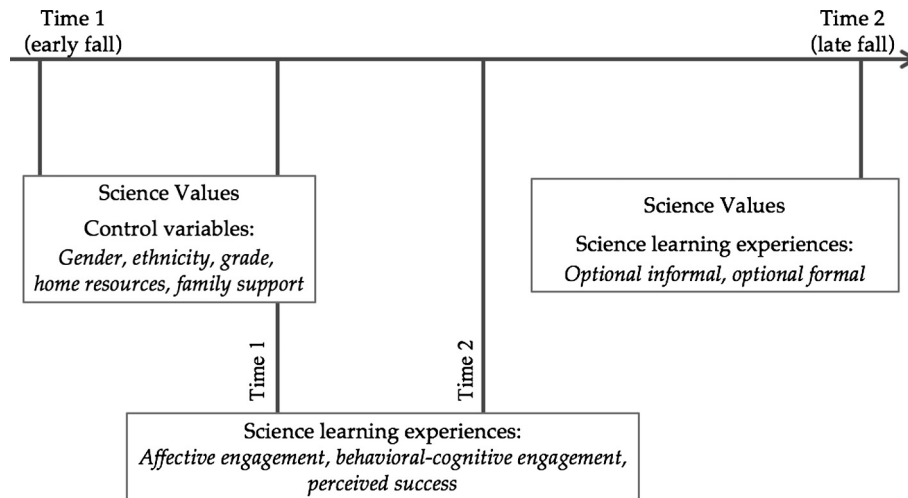 Time 1
(early fall)
Time 2
(late fall)
Science Values
Control variables:
Gender, ethnicity, grade,
home resources, family support
Science Values
Science learning experiences:
Optional informal, optional formal
Time 1
Time 2
Science learning experiences:
Affective engagement, behavioral-cognitive engagement,
perceived success